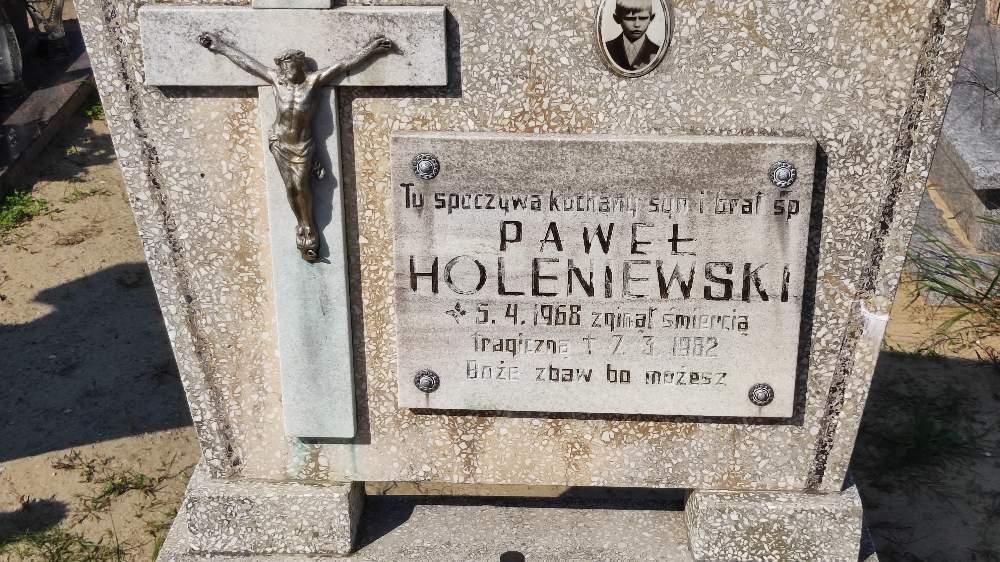 Tu spoczywa kochany syn i brat śp
PAWEŁ
HOLENIEWSKI
* 5. 4. 1968 zginął śmiercią
tragiczną † 7. 3. 1982
Boże zbaw bo możesz